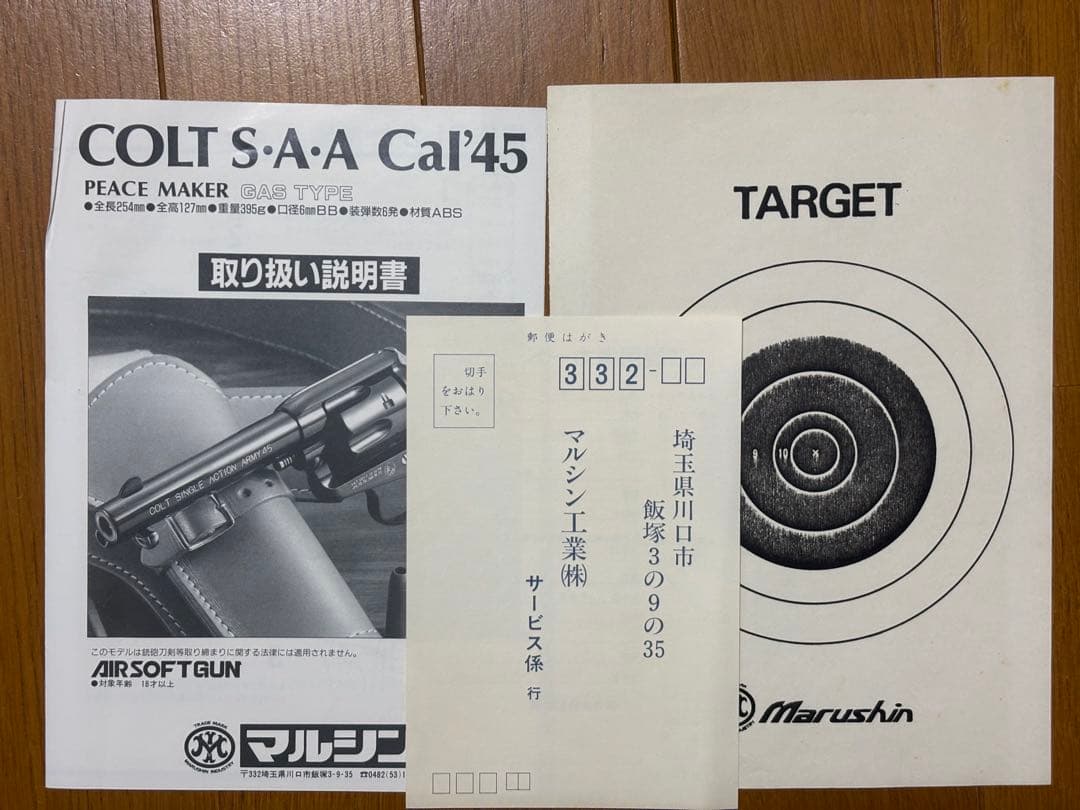 COLT S・A・A Cal'45
PEACE MAKER GAS TYPE
●全長254mm●全高127mm●重量395g●口径6mmBB●装弾数6発●材質ABS
取り扱い説明書
COLT SINGLE ACTION ARMY 45
このモデルは銃砲刀剣等取り締まりに関する法律には適用されません。
AIRSOFTGUN
●対象年齢 18才以上
TRADE MARK
MARUSHIN INDUSTRY
マルシン
〒332埼玉県川口市飯塚3-9-35 ☎0482(53)1
郵便はがき
切手
をおはり
下さい。
332-
埼玉県川口市
飯塚3の9の35
マルシン工業㈱
サービス係 行
TARGET
9 10
Marushin